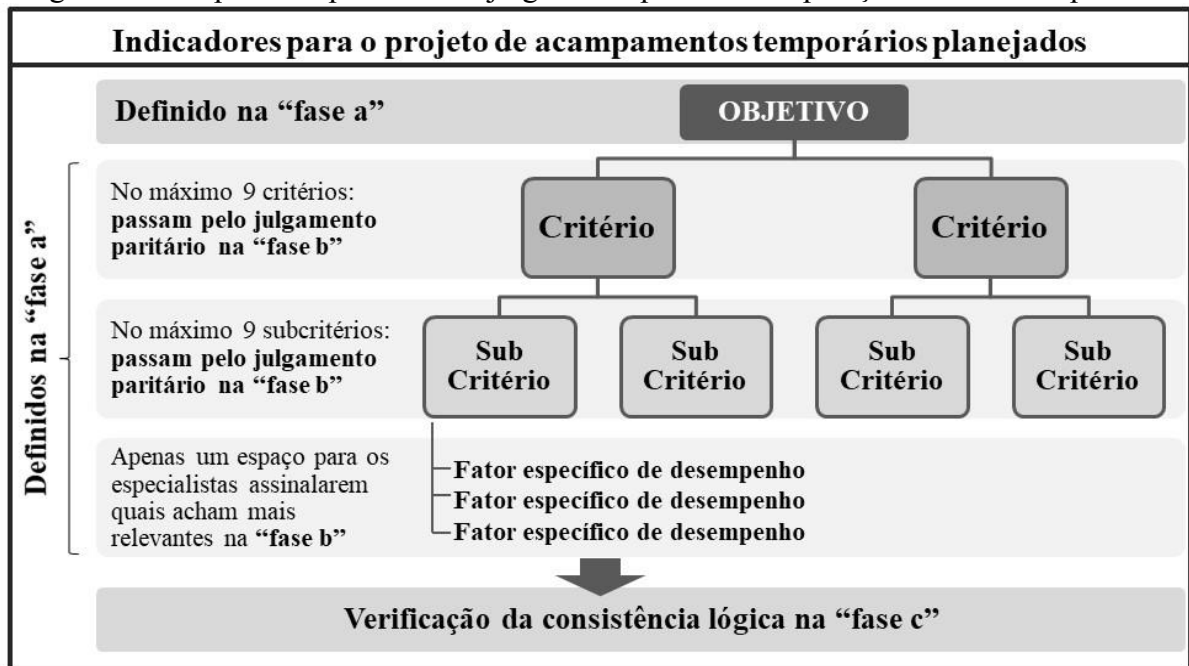 Indicadores para o projeto de acampamentos temporários planejados
Definido na “fase a”
OBJETIVO
Definidos na “fase a”
No máximo 9 critérios:
passam pelo julgamento
paritário na “fase b”
Critério
Critério
No máximo 9 subcritérios:
passam pelo julgamento
paritário na “fase b”
Sub
Critério
Sub
Critério
Sub
Critério
Sub
Critério
Apenas um espaço para os
especialistas assinalarem
quais acham mais
relevantes na “fase b”
Fator específico de desempenho
Fator específico de desempenho
Fator específico de desempenho
Verificação da consistência lógica na “fase c”